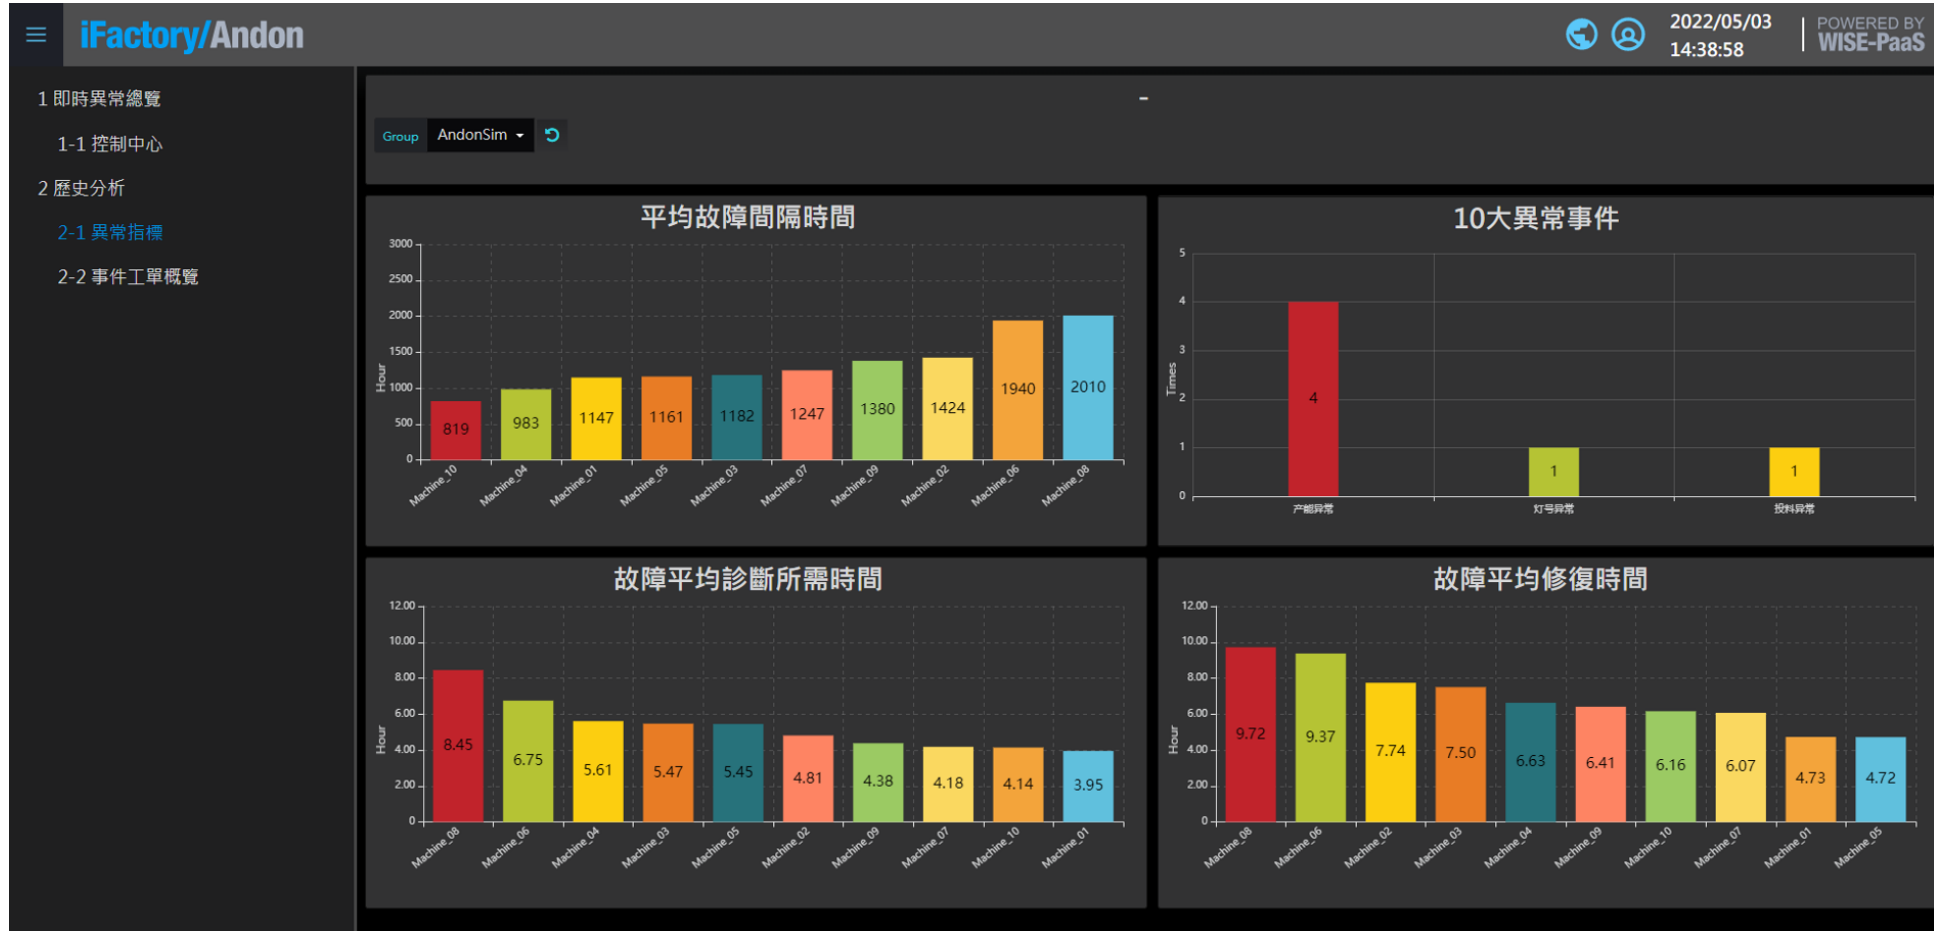 iFactory/Andon
2022/05/03
14:38:58
POWERED BY
WISE-PaaS
1 即時異常總覽
1-1 控制中心
2 歷史分析
2-1 異常指標
2-2 事件工單概覽
-
Group AndonSim
平均故障間隔時間
3000
2500
2000
1500
1000
500
0
Hour
819 983 1147 1161 1182 1247 1380 1424 1940 2010
Machine_10 Machine_04 Machine_01 Machine_05 Machine_03 Machine_07 Machine_09 Machine_02 Machine_06 Machine_08
10大異常事件
5
4
3
2
1
0
Times
4 1 1
产能异常 灯号异常 投料异常
故障平均診斷所需時間
12.00
10.00
8.00
6.00
4.00
2.00
0
Hour
8.45 6.75 5.61 5.47 5.45 4.81 4.38 4.18 4.14 3.95
Machine_08 Machine_06 Machine_04 Machine_03 Machine_05 Machine_02 Machine_09 Machine_07 Machine_10 Machine_01
故障平均修復時間
12.00
10.00
8.00
6.00
4.00
2.00
0
Hour
9.72 9.37 7.74 7.50 6.63 6.41 6.16 6.07 4.73 4.72
Machine_08 Machine_06 Machine_02 Machine_03 Machine_04 Machine_09 Machine_10 Machine_07 Machine_01 Machine_05